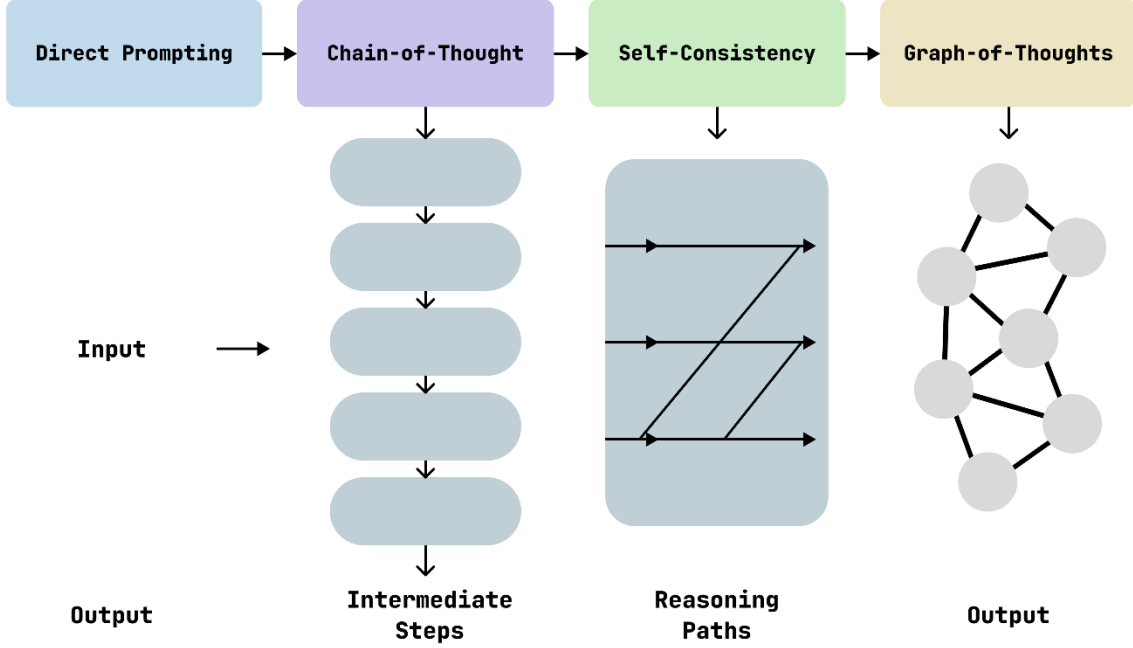 Direct Prompting
Chain-of-Thought
Self-Consistency
Graph-of-Thoughts
Input
Output
Intermediate
Steps
Reasoning
Paths
Output